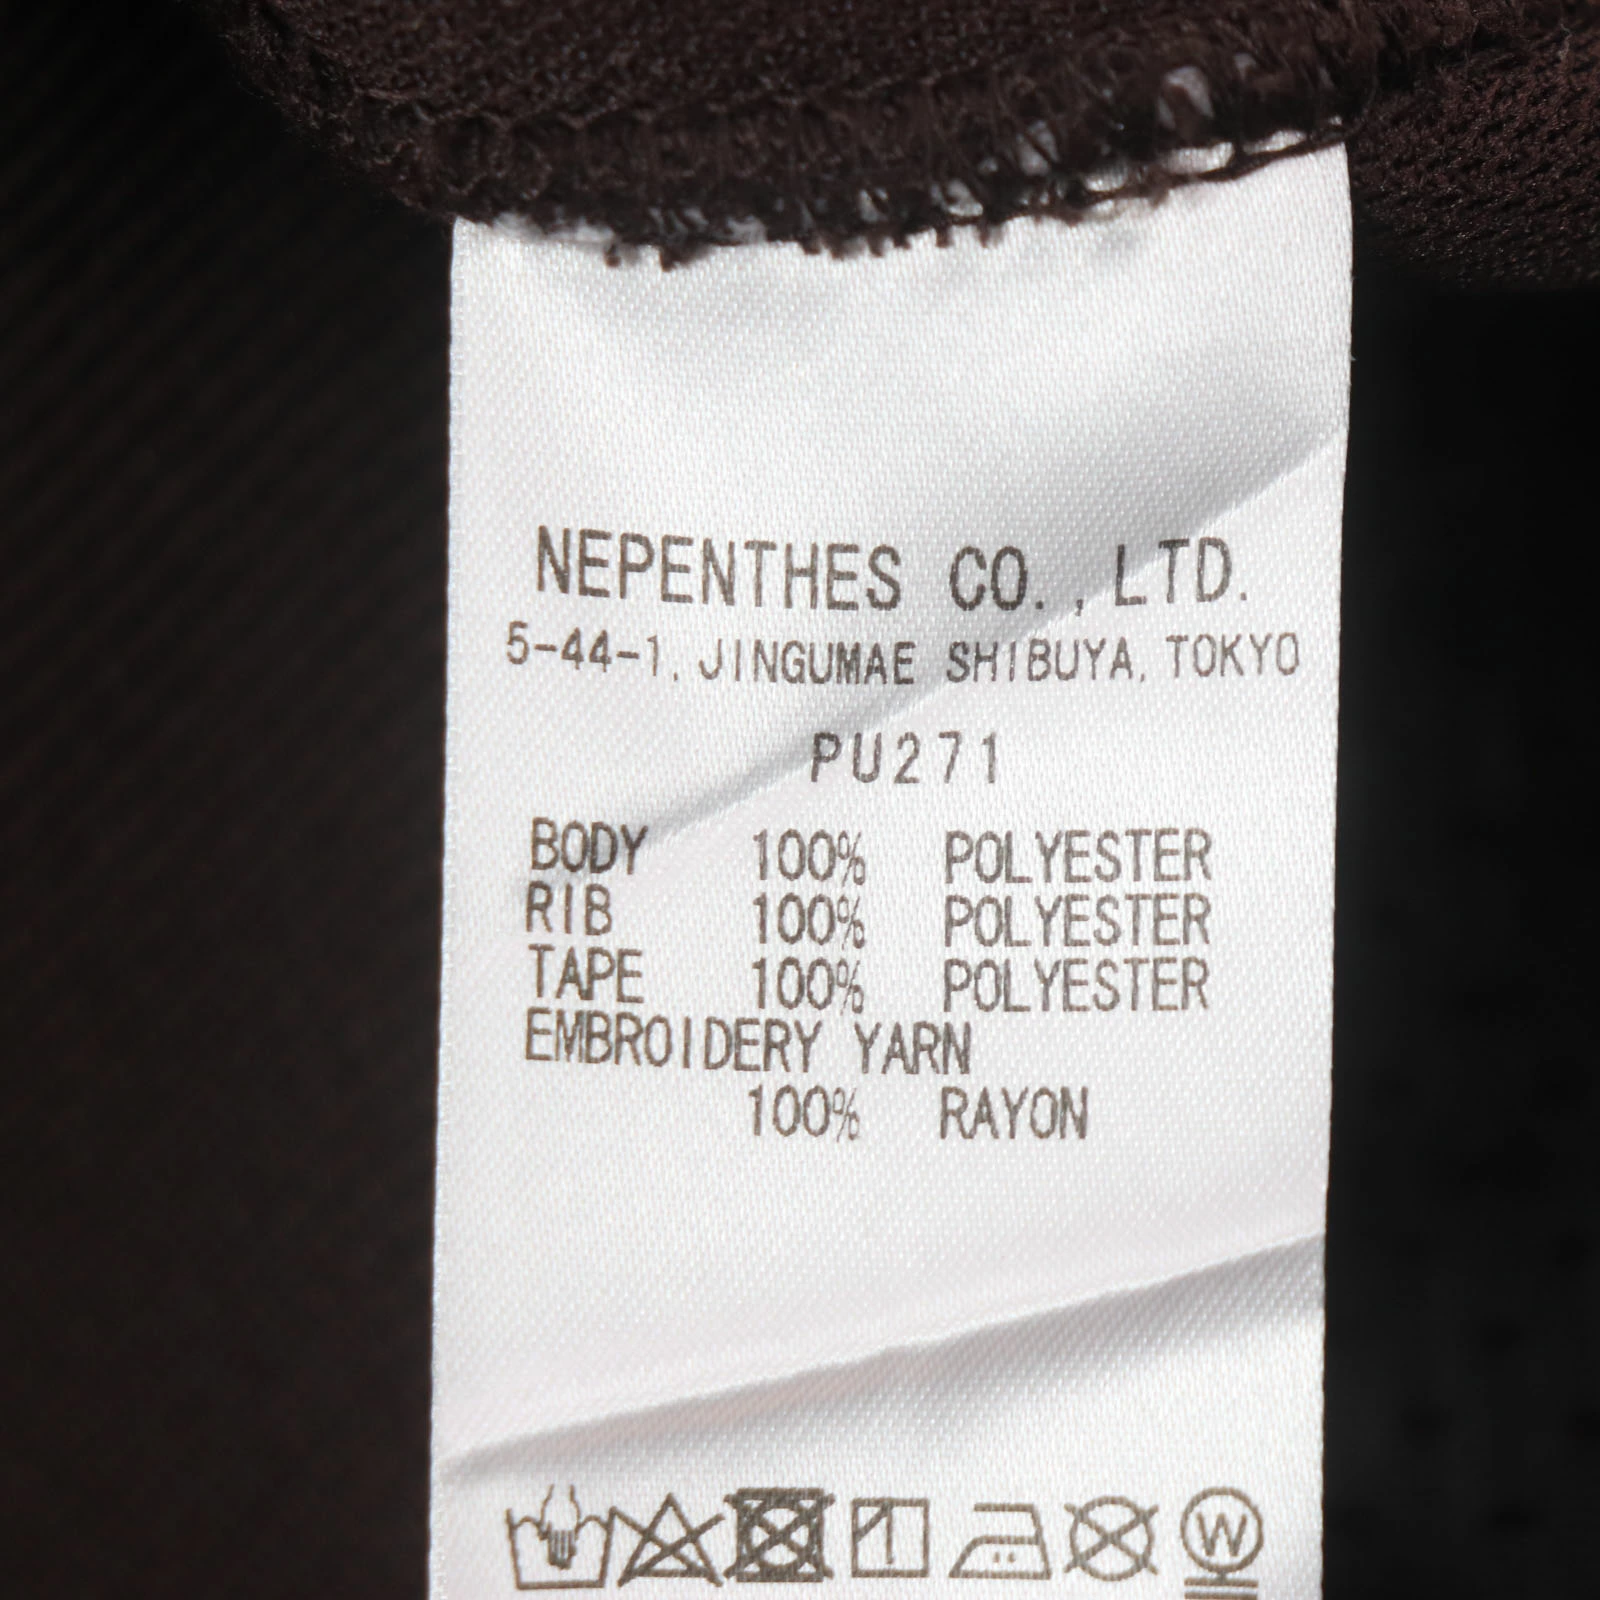 NEPENTHES CO., LTD.
5-44-1, JINGUMAE SHIBUYA, TOKYO
PU271
BODY 100% POLYESTER
RIB 100% POLYESTER
TAPE 100% POLYESTER
EMBROIDERY YARN
100% RAYON
W